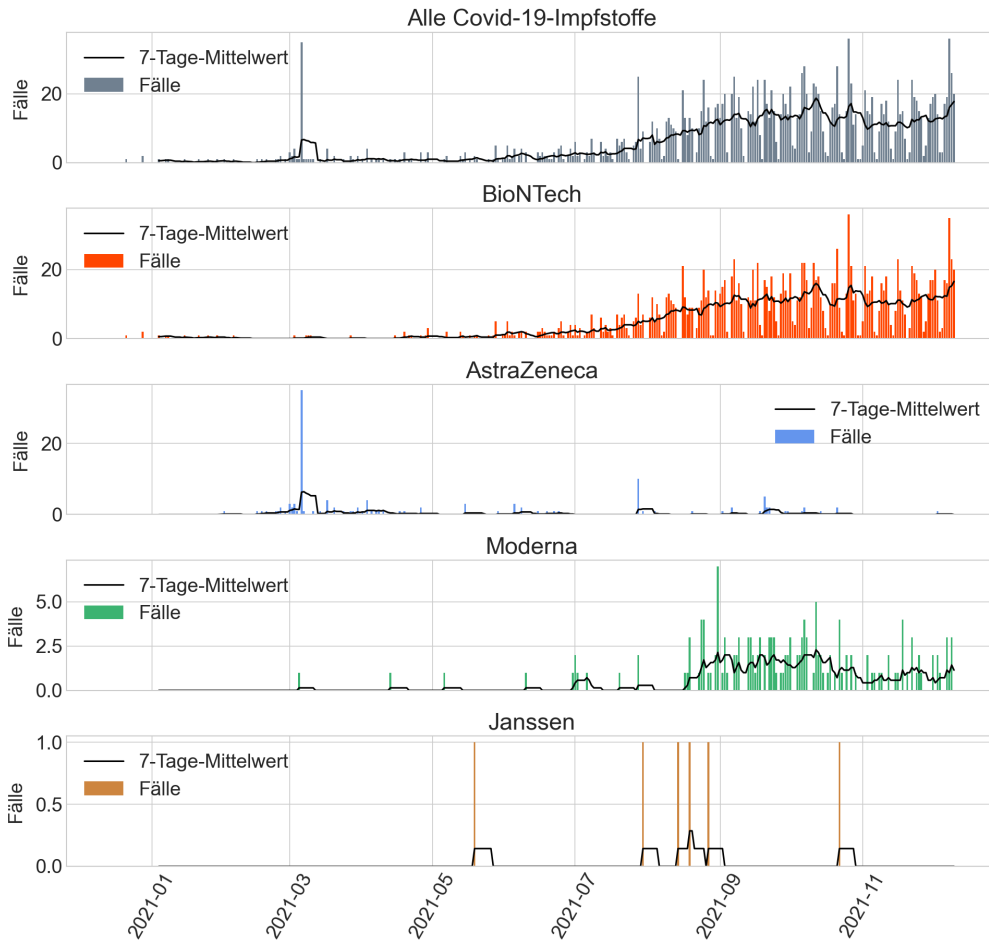 Alle Covid-19-Impfstoffe
Fälle
20
0
7-Tage-Mittelwert
Fälle
BioNTech
Fälle
20
0
7-Tage-Mittelwert
Fälle
AstraZeneca
Fälle
20
0
7-Tage-Mittelwert
Fälle
Moderna
Fälle
5.0
2.5
0.0
7-Tage-Mittelwert
Fälle
Janssen
Fälle
1.0
0.5
0.0
7-Tage-Mittelwert
Fälle
2021-01
2021-03
2021-05
2021-07
2021-09
2021-11